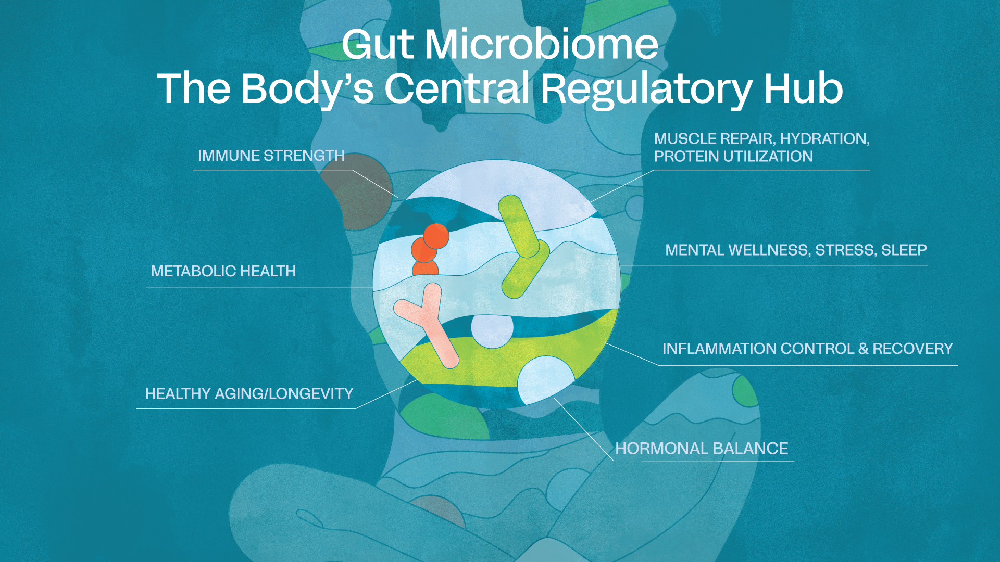 Gut Microbiome
The Body’s Central Regulatory Hub
IMMUNE STRENGTH
METABOLIC HEALTH
HEALTHY AGING/LONGEVITY
MUSCLE REPAIR, HYDRATION,
PROTEIN UTILIZATION
MENTAL WELLNESS, STRESS, SLEEP
INFLAMMATION CONTROL & RECOVERY
HORMONAL BALANCE